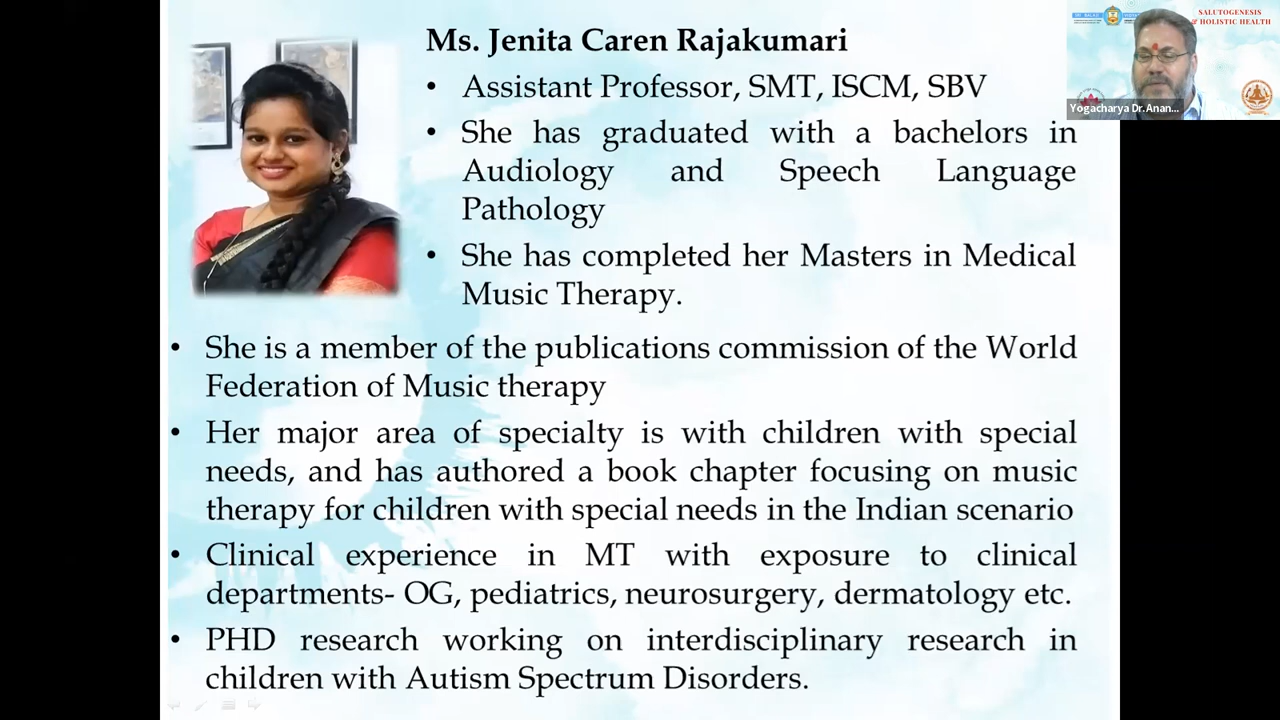 Ms. Jenita Caren Rajakumari
• Assistant Professor, SMT, ISCM, SBV
• She has graduated with a bachelors in
Audiology and Speech Language
Pathology
• She has completed her Masters in Medical
Music Therapy.
• She is a member of the publications commission of the World
Federation of Music therapy
• Her major area of specialty is with children with special
needs, and has authored a book chapter focusing on music
therapy for children with special needs in the Indian scenario
• Clinical experience in MT with exposure to clinical
departments- OG, pediatrics, neurosurgery, dermatology etc.
• PHD research working on interdisciplinary research in
children with Autism Spectrum Disorders.
SALUTOGENESIS
HOLISTIC HEALTH
Yogacharya Dr.Anan...